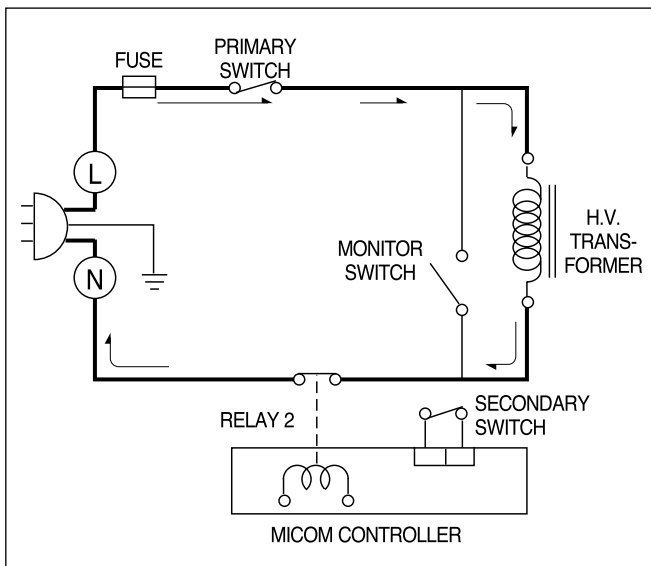 FUSE
PRIMARY
SWITCH
L
N
MONITOR
SWITCH
H.V.
TRANS-
FORMER
RELAY 2
SECONDARY
SWITCH
MICOM CONTROLLER